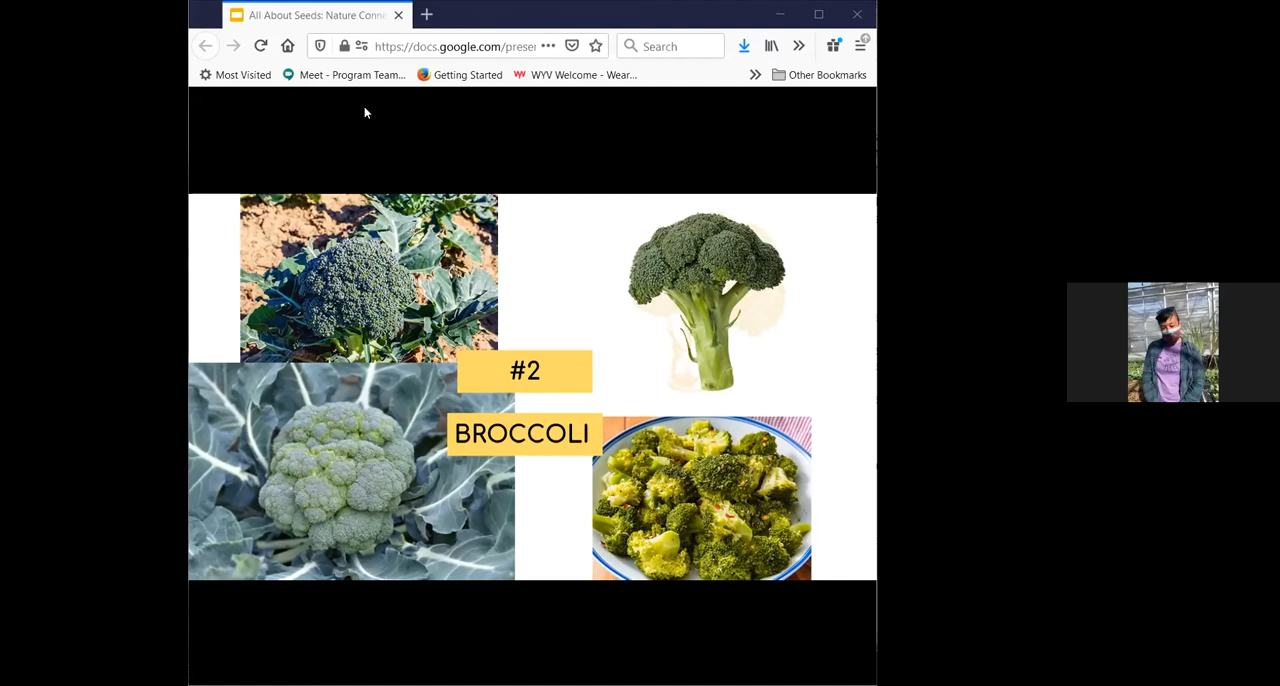 All About Seeds: Nature Conne
https://docs.google.com/preser
Search
Most Visited
Meet - Program Team...
Getting Started
WYV Welcome - Wear...
Other Bookmarks
#2
BROCCOLI